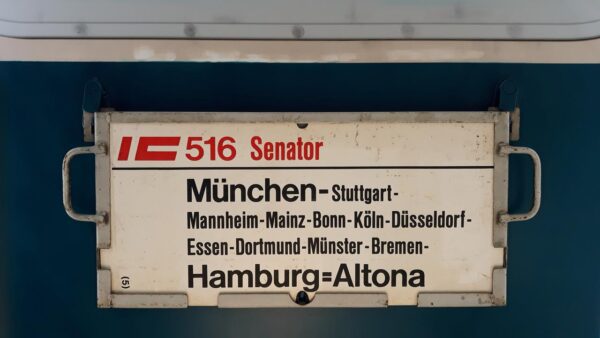 IC 516 Senator
München-Stuttgart-
Mannheim-Mainz-Bonn-Köln-Düsseldorf-
Essen-Dortmund-Münster-Bremen-
Hamburg=Altona
(5)